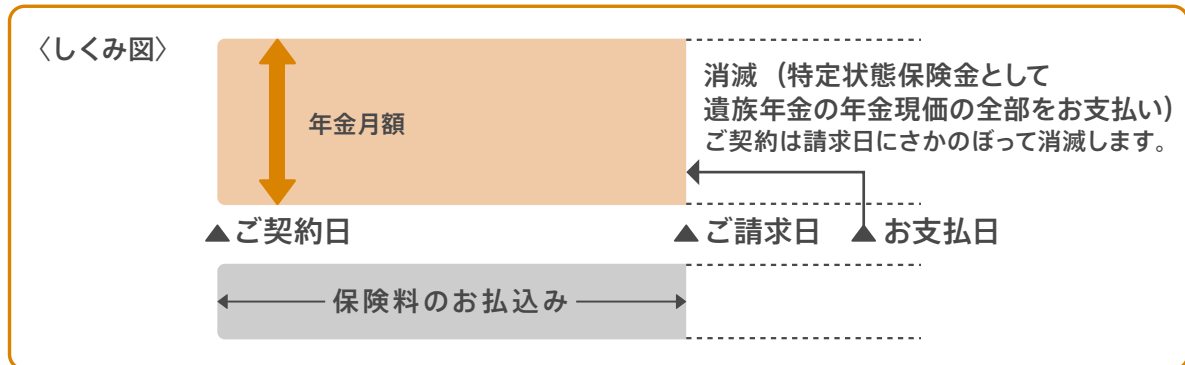 〈しくみ図〉
年金月額
消滅（特定状態保険金として
遺族年金の年金現価の全部をお支払い）
ご契約は請求日にさかのぼって消滅します。
▲ご契約日
▲ご請求日
▲お支払日
保険料のお払込み